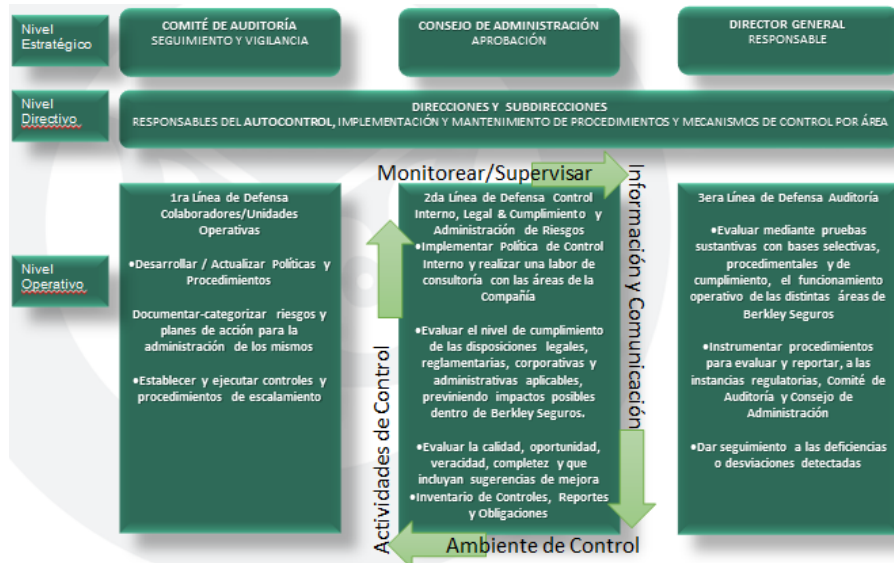 Nivel
Estratégico
COMITÉ DE AUDITORÍA
SEGUIMIENTO Y VIGILANCIA
CONSEJO DE ADMINISTRACIÓN
APROBACIÓN
DIRECTOR GENERAL
RESPONSABLE
Nivel
Directivo
DIRECCIONES Y SUBDIRECCIONES
RESPONSABLES DEL AUTOCONTROL, IMPLEMENTACIÓN Y MANTENIMIENTO DE PROCEDIMIENTOS Y MECANISMOS DE CONTROL POR ÁREA
Nivel
Operativo
1ra Línea de Defensa
Colaboradores/Unidades
Operativas
•Desarrollar / Actualizar Políticas y
Procedimientos
Documentar-categorizar riesgos y
planes de acción para la
administración de los mismos
•Establecer y ejecutar controles y
procedimientos de escalamiento
Monitorear/Supervisar
2da Línea de Defensa Control
Interno, Legal & Cumplimiento y
Administración de Riesgos
•Implementar Política de Control
Interno y realizar una labor de
consultoría con las áreas de la
Compañía
•Evaluar el nivel de cumplimiento
de las disposiciones legales,
reglamentarias, corporativas y
administrativas aplicables,
previniendo impactos posibles
dentro de Berkley Seguros.
•Evaluar la calidad, oportunidad,
veracidad, completez y que
incluyan sugerencias de mejora
•Inventario de Controles, Reportes
y Obligaciones
Información y Comunicación
Ambiente de Control
Actividades de Control
3era Línea de Defensa Auditoría
•Evaluar mediante pruebas
sustantivas con bases selectivas,
procedimentales y de
cumplimiento, el funcionamiento
operativo de las distintas áreas de
Berkley Seguros
•Instrumentar procedimientos
para evaluar y reportar, a las
instancias regulatorias, Comité de
Auditoría y Consejo de
Administración
•Dar seguimiento a las deficiencias
o desviaciones detectadas